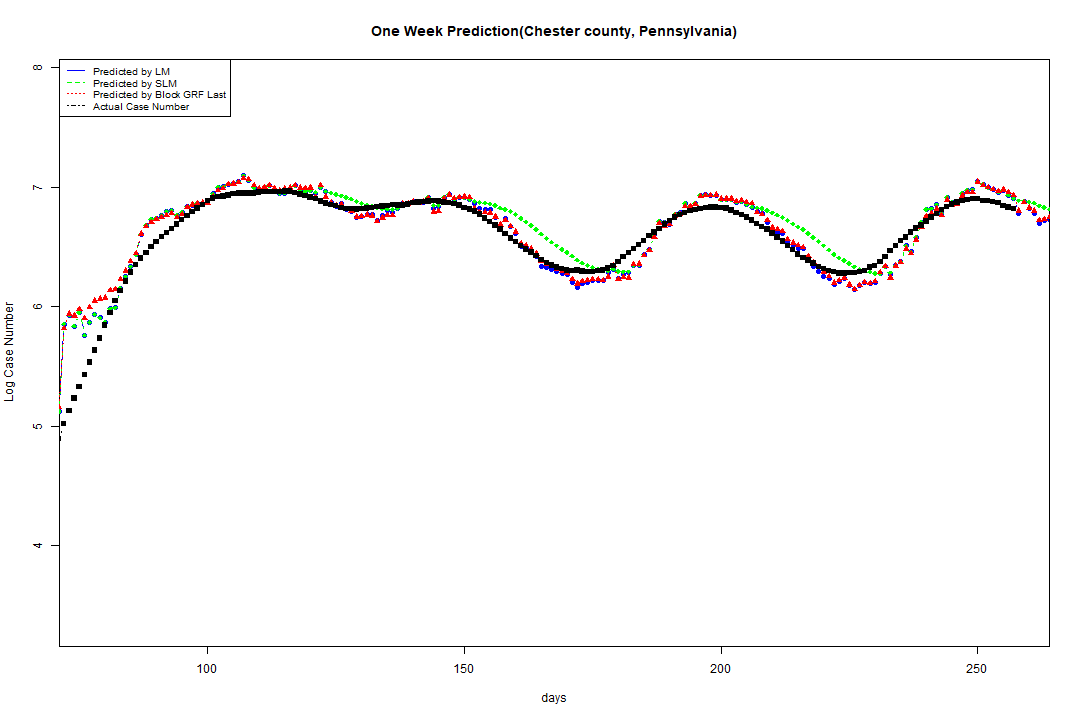 One Week Prediction(Chester county, Pennsylvania)
Predicted by LM
Predicted by SLM
Predicted by Block GRF Last
Actual Case Number
8
7
6
5
4
Log Case Number
100 150 200 250
days